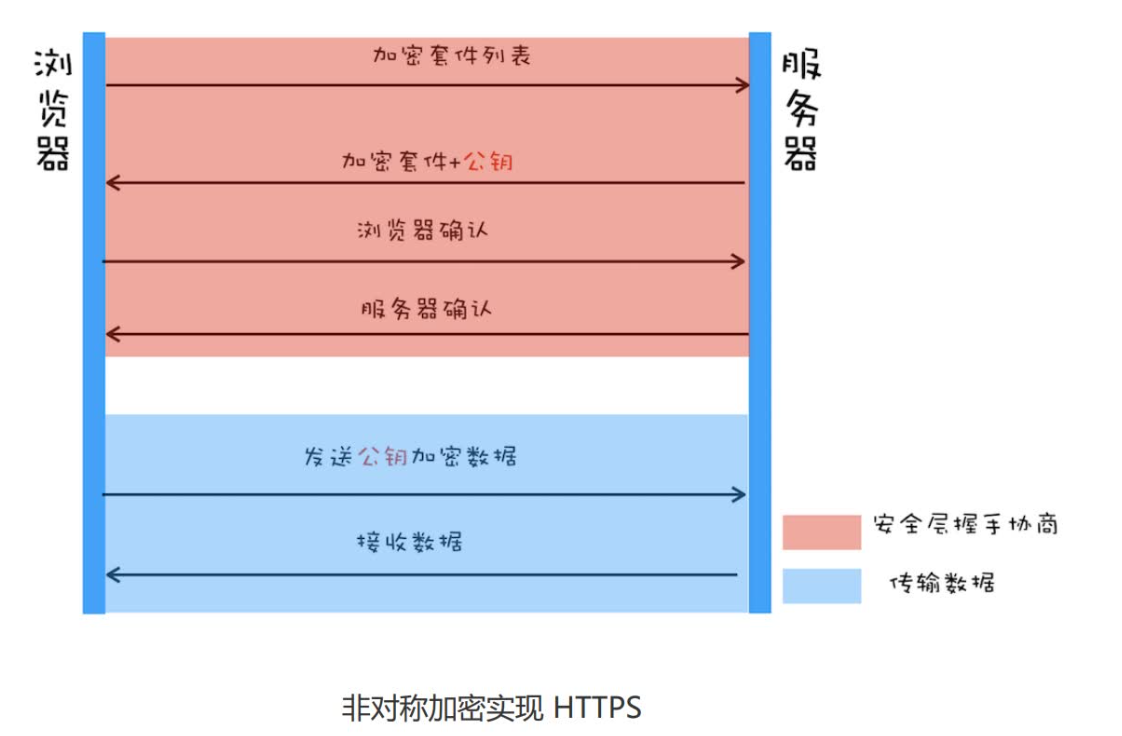 浏览器
服务器
加密套件列表
加密套件+公钥
浏览器确认
服务器确认
发送公钥加密数据
接收数据
安全层握手协商
传输数据
非对称加密实现 HTTPS